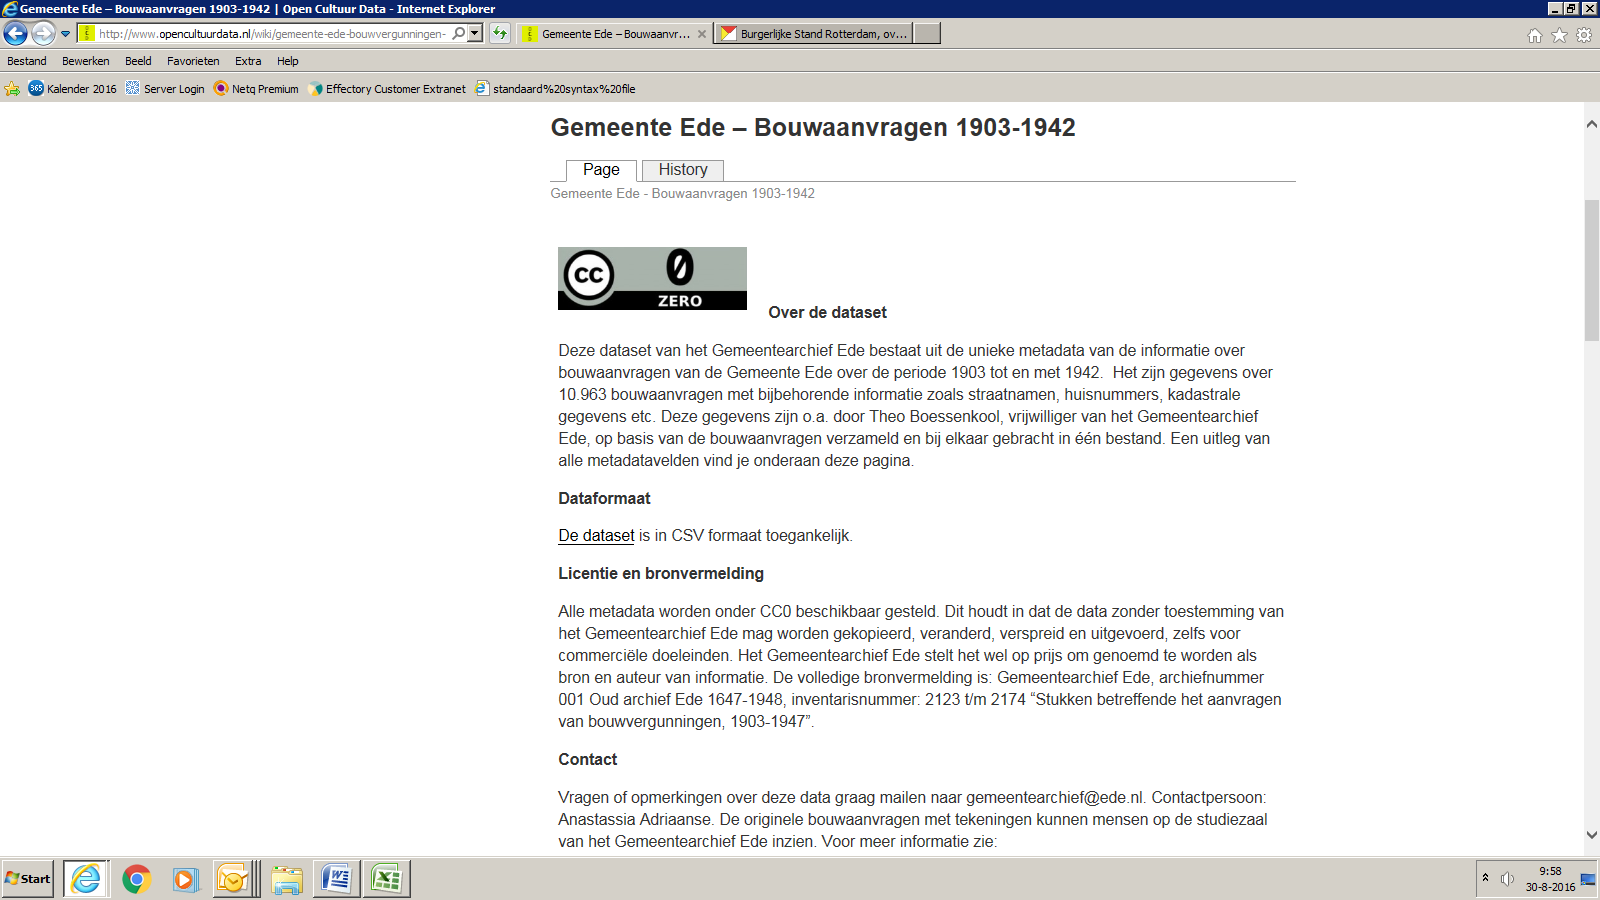 Gemeente Ede – Bouwaanvragen 1903-1942 | Open Cultuur Data - Internet Explorer
http://www.opencultuurdata.nl/wiki/gemeente-ede-bouwvergunningen-
Gemeente Ede – Bouwaanvr...
Burgerlijke Stand Rotterdam, ov...
Bestand Bewerken Beeld Favorieten Extra Help
365 Kalender 2016 Server Login Netq Premium Effectory Customer Extranet standaard%20syntax%20file
Gemeente Ede – Bouwaanvragen 1903-1942
Page History
Gemeente Ede - Bouwaanvragen 1903-1942
cc 0
ZERO
Over de dataset
Deze dataset van het Gemeentearchief Ede bestaat uit de unieke metadata van de informatie over
bouwaanvragen van de Gemeente Ede over de periode 1903 tot en met 1942.  Het zijn gegevens over
10.963 bouwaanvragen met bijbehorende informatie zoals straatnamen, huisnummers, kadastrale
gegevens etc. Deze gegevens zijn o.a. door Theo Boessenkool, vrijwilliger van het Gemeentearchief
Ede, op basis van de bouwaanvragen verzameld en bij elkaar gebracht in één bestand. Een uitleg van
alle metadatavelden vind je onderaan deze pagina.
Dataformaat
De dataset is in CSV formaat toegankelijk.
Licentie en bronvermelding
Alle metadata worden onder CC0 beschikbaar gesteld. Dit houdt in dat de data zonder toestemming van
het Gemeentearchief Ede mag worden gekopieerd, veranderd, verspreid en uitgevoerd, zelfs voor
commerciële doeleinden. Het Gemeentearchief Ede stelt het wel op prijs om genoemd te worden als
bron en auteur van informatie. De volledige bronvermelding is: Gemeentearchief Ede, archiefnummer
001 Oud archief Ede 1647-1948, inventarisnummer: 2123 t/m 2174 “Stukken betreffende het aanvragen
van bouwvergunningen, 1903-1947”.
Contact
Vragen of opmerkingen over deze data graag mailen naar gemeentearchief@ede.nl. Contactpersoon:
Anastassia Adriaanse. De originele bouwaanvragen met tekeningen kunnen mensen op de studiezaal
van het Gemeentearchief Ede inzien. Voor meer informatie zie:
Start
9:58
30-8-2016